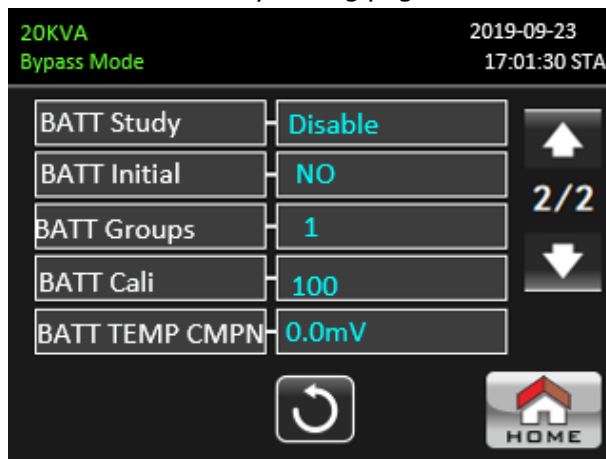 20KVA
2019-09-23
Bypass Mode
17:01:30 STA
BATT Study
Disable
BATT Initial
NO
2/2
BATT Groups
1
BATT Cali
100
BATT TEMP CMPN
0.0mV
HOME